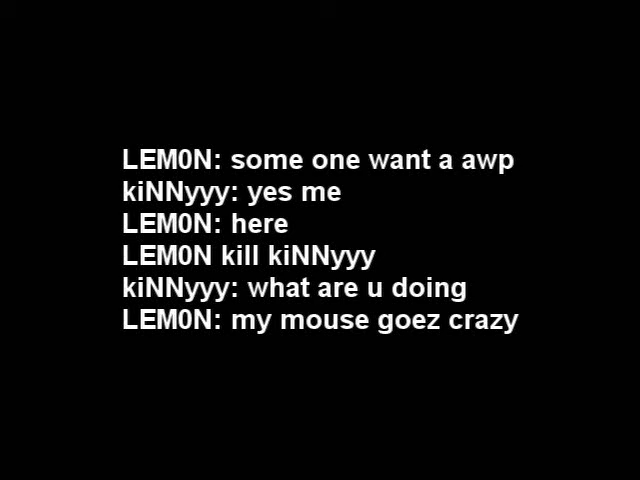 LEM0N: some one want a awp
kiNNyyy: yes me
LEM0N: here
LEM0N kill kiNNyyy
kiNNyyy: what are u doing
LEM0N: my mouse goez crazy